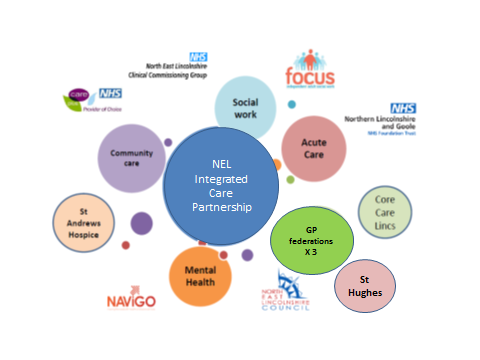 NHS
North East Lincolnshire
Clinical Commissioning Group
focus
care
plus
NHS
Provider of Choice
Social
work
NHS
Northern Lincolnshire
and Goole
NHS Foundation Trust
Acute
Care
Community
care
NEL
Integrated
Care
Partnership
St
Andrews
Hospice
Core
Care
Lincs
GP
federations
X 3
Mental
Health
St
Hughes
NAViGO
NORTH
EAST
LINCOLNSHIRE
COUNCIL